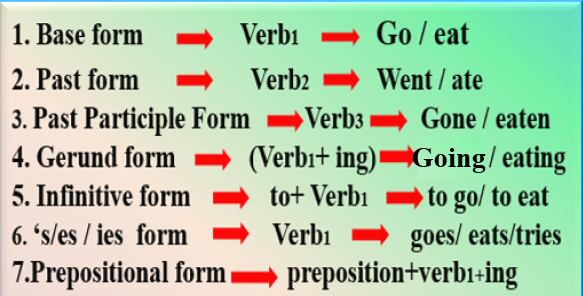 1. Base form → Verb1 → Go / eat
2. Past form → Verb2 → Went / ate
3. Past Participle Form → Verb3 → Gone / eaten
4. Gerund form → (Verb1+ ing) → Going / eating
5. Infinitive form → to+ Verb1 → to go/ to eat
6. ‘s/es / ies form → Verb1 → goes/ eats/tries
7.Prepositional form → preposition+verb1+ing